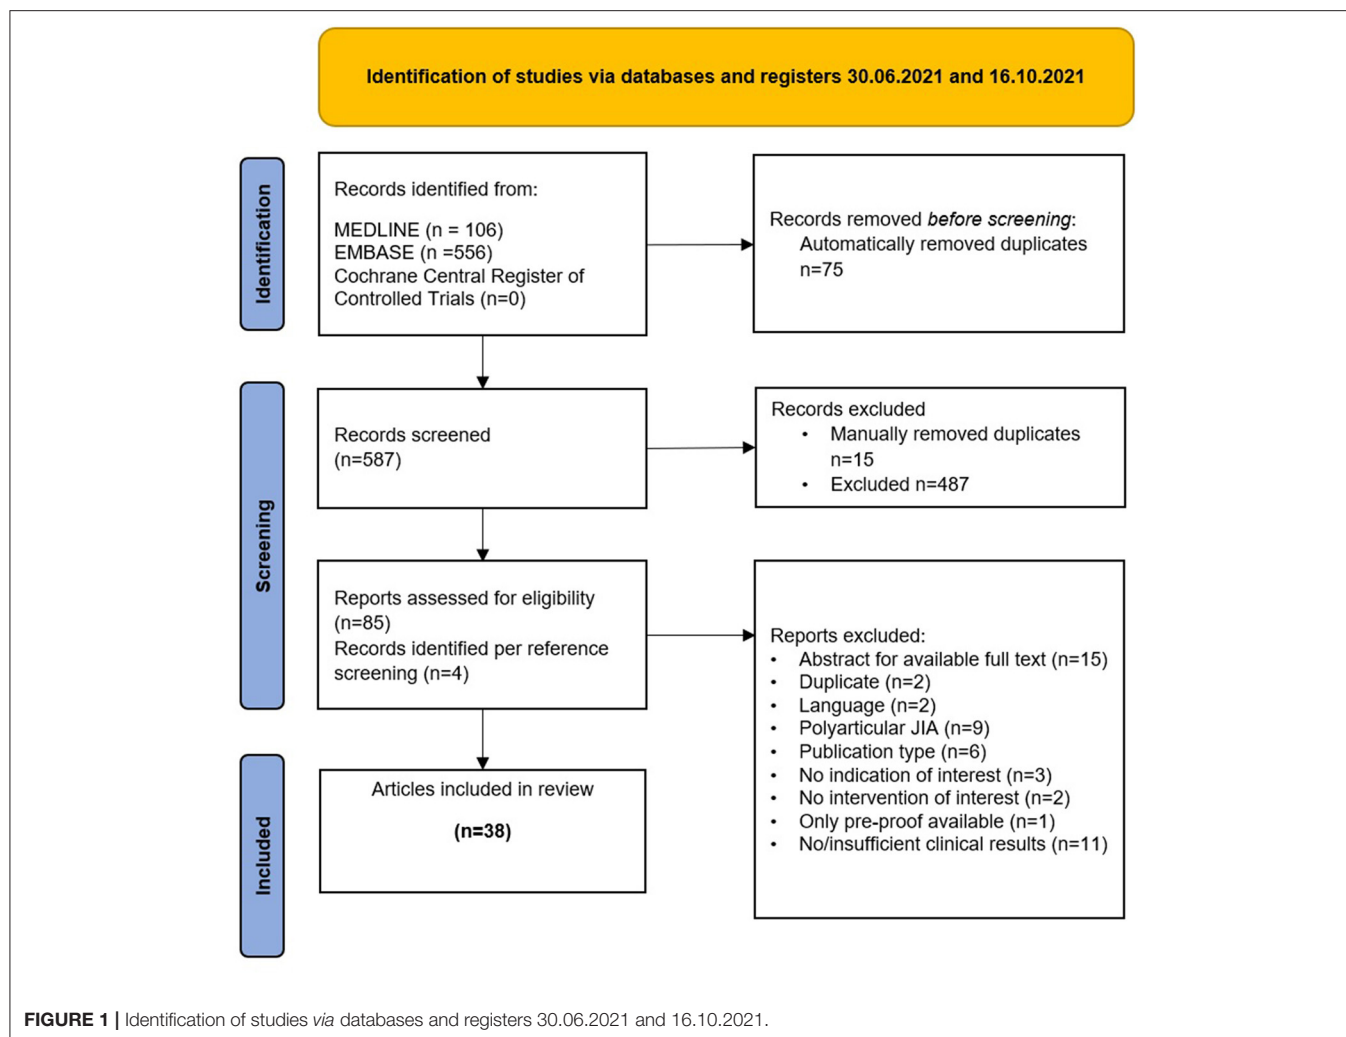 Identification of studies via databases and registers 30.06.2021 and 16.10.2021
Identification
Records identified from:
MEDLINE (n = 106)
EMBASE (n =556)
Cochrane Central Register of
Controlled Trials (n=0)
Records removed before screening:
Automatically removed duplicates
n=75
Screening
Records screened
(n=587)
Records excluded
• Manually removed duplicates
n=15
• Excluded n=487
Reports assessed for eligibility
(n=85)
Records identified per reference
screening (n=4)
Reports excluded:
• Abstract for available full text (n=15)
• Duplicate (n=2)
• Language (n=2)
• Polyarticular JIA (n=9)
• Publication type (n=6)
• No indication of interest (n=3)
• No intervention of interest (n=2)
• Only pre-proof available (n=1)
• No/insufficient clinical results (n=11)
Included
Articles included in review
(n=38)
FIGURE 1 | Identification of studies via databases and registers 30.06.2021 and 16.10.2021.